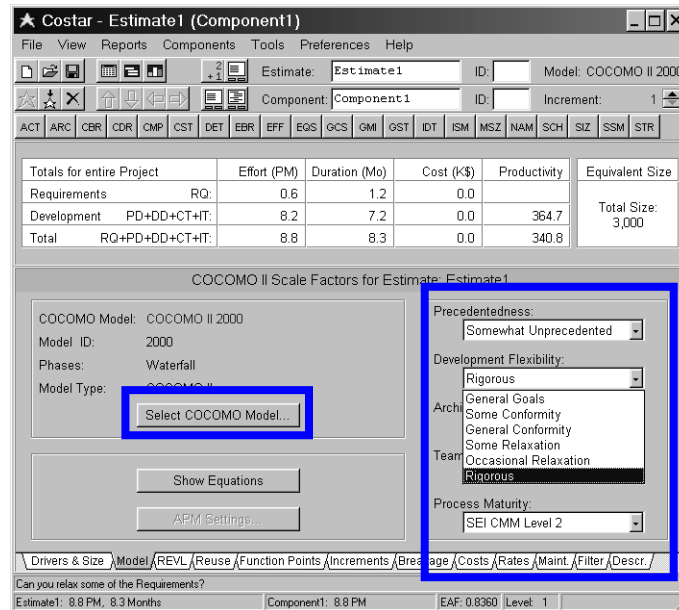 Costar - Estimate1 (Component1)
File View Reports Components Tools Preferences Help
2 +1 Estimate: Estimate1 ID: Model: COCOMO II 2000
Component: Component1 ID: Increment: 1
ACT ARC CBR CDR CMP CST DET EBR EFF EQS GCS GMI GST IDT ISM MSZ NAM SCH SIZ SSM STR
Totals for entire Project Effort (PM) Duration (Mo) Cost (K$) Productivity Equivalent Size
Requirements RQ: 0.6 1.2 0.0
Development PD+DD+CT+IT: 8.2 7.2 0.0 364.7 Total Size:
3,000
Total RQ+PD+DD+CT+IT: 8.8 8.3 0.0 340.8
COCOMO II Scale Factors for Estimate: Estimate1
COCOMO Model: COCOMO II 2000
Model ID: 2000
Phases: Waterfall
Model Type: COCOMO II
Select COCOMO Model...
Show Equations
APM Settings...
Precedentedness:
Somewhat Unprecedented
Development Flexibility:
Rigorous
General Goals
Archi Some Conformity
General Conformity
Some Relaxation
Team Occasional Relaxation
Rigorous
Process Maturity:
SEI CMM Level 2
Drivers & Size Model REVL Reuse Function Points Increments Breakage Costs Rates Maint. Filter Descr.
Can you relax some of the Requirements?
Estimate1: 8.8 PM, 8.3 Months Component1: 8.8 PM EAF: 0.8360 Level: 1